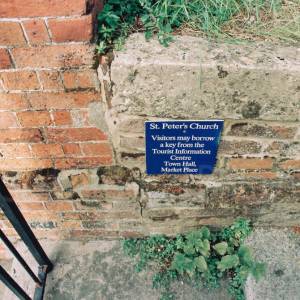 St. Peter's Church
Visitors may borrow
a key from the
Tourist Information
Centre
Town Hall,
Market Place